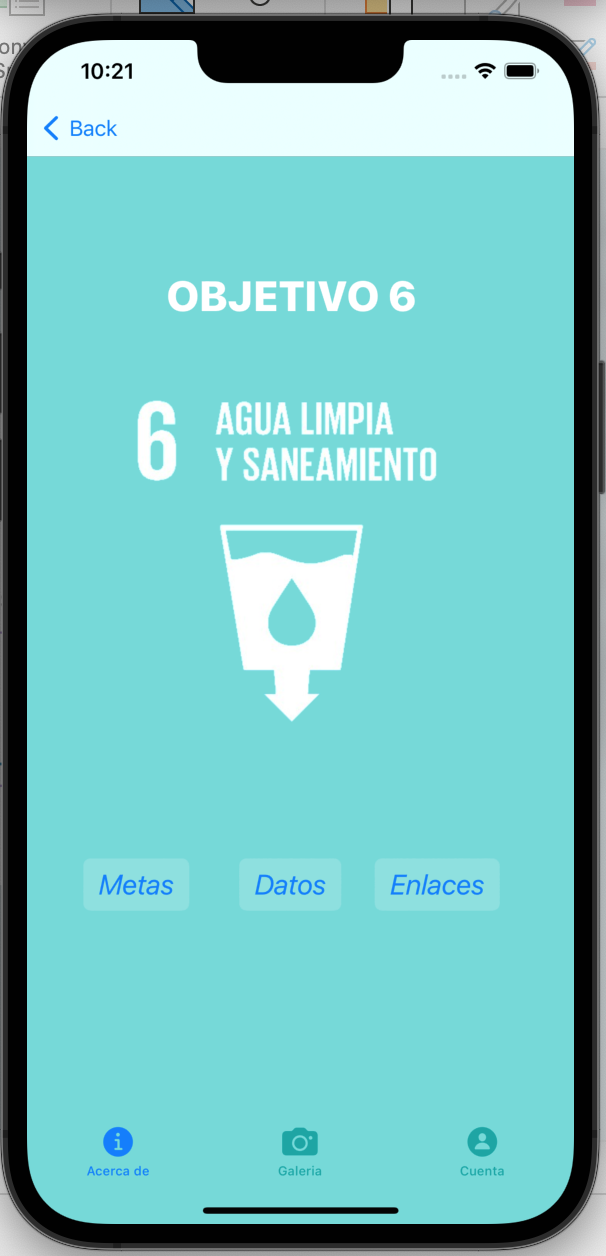 10:21
Back
OBJETIVO 6
6 AGUA LIMPIA
Y SANEAMIENTO
Metas Datos Enlaces
Acerca de Galeria Cuenta